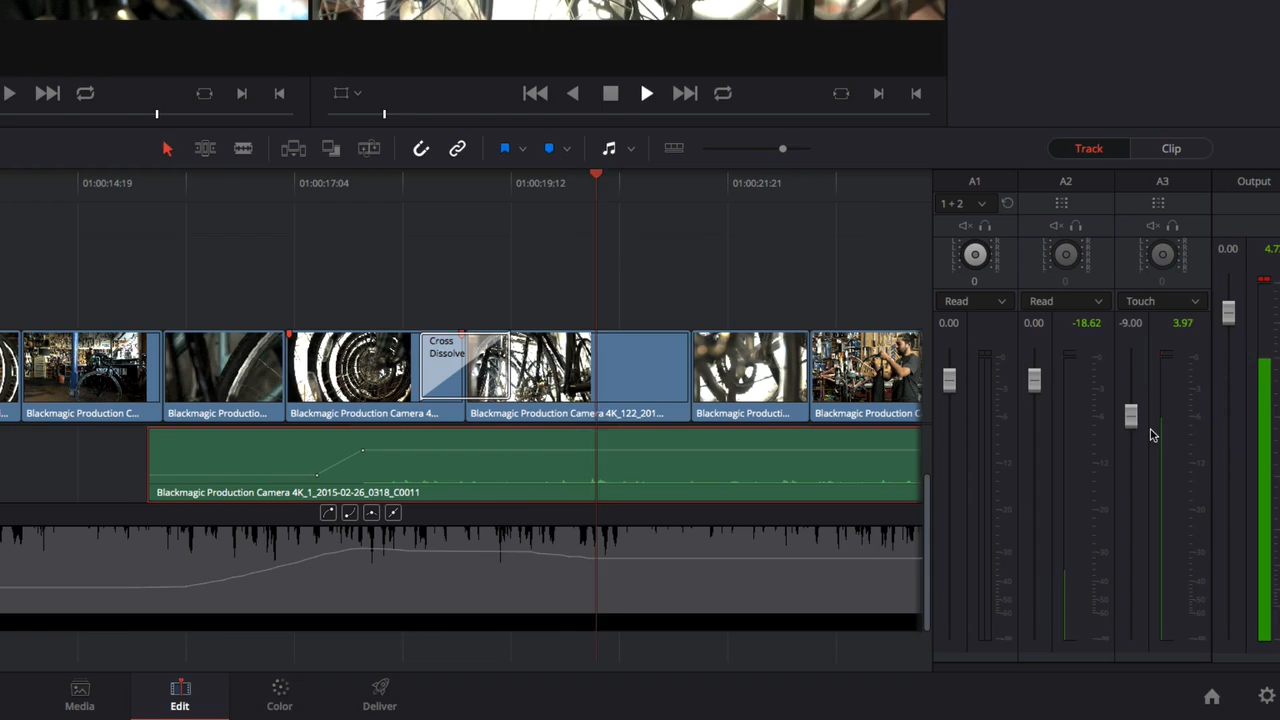 Track
Clip
01:00:14:19
01:00:17:04
01:00:19:12
01:00:21:21
A1
A2
A3
Output
1 + 2
0.00
0
0
0
Read
Read
Touch
0.00
0.00
-18.62
-9.00
3.97
Cross
Dissolve
Blackmagic Production C...
Blackmagic Productio...
Blackmagic Production Camera 4...
Blackmagic Production Camera 4K_122_201...
Blackmagic Producti...
Blackmagic Production C
Blackmagic Production Camera 4K_1_2015-02-26_0318_C0011
Media
Edit
Color
Deliver